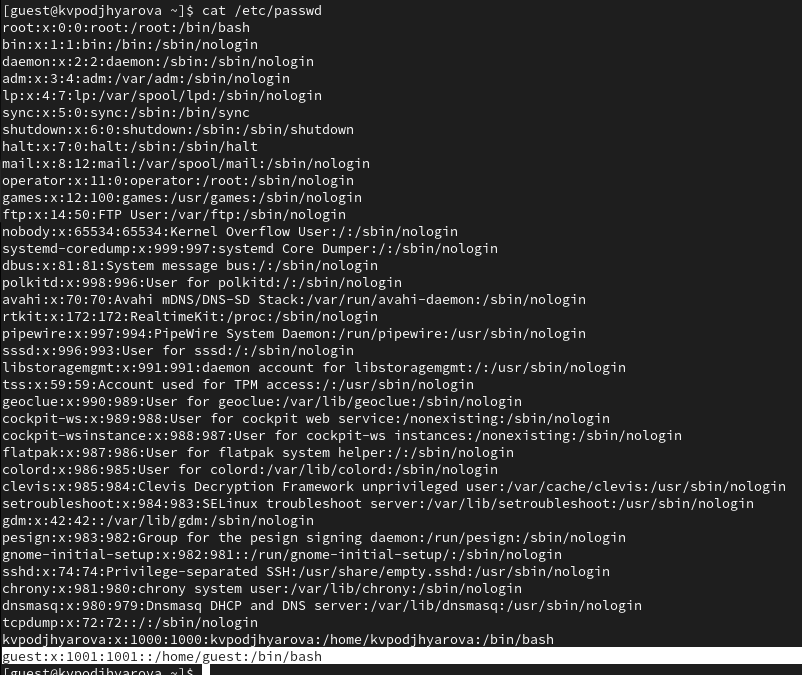 [guest@kvpodjhyarova ~]$ cat /etc/passwd
root:x:0:0:root:/root:/bin/bash
bin:x:1:1:bin:/bin:/sbin/nologin
daemon:x:2:2:daemon:/sbin:/sbin/nologin
adm:x:3:4:adm:/var/adm:/sbin/nologin
lp:x:4:7:lp:/var/spool/lpd:/sbin/nologin
sync:x:5:0:sync:/sbin:/bin/sync
shutdown:x:6:0:shutdown:/sbin:/sbin/shutdown
halt:x:7:0:halt:/sbin:/sbin/halt
mail:x:8:12:mail:/var/spool/mail:/sbin/nologin
operator:x:11:0:operator:/root:/sbin/nologin
games:x:12:100:games:/usr/games:/sbin/nologin
ftp:x:14:50:FTP User:/var/ftp:/sbin/nologin
nobody:x:65534:65534:Kernel Overflow User:/:/sbin/nologin
systemd-coredump:x:999:997:systemd Core Dumper:/:/sbin/nologin
dbus:x:81:81:System message bus:/:/sbin/nologin
polkitd:x:998:996:User for polkitd:/:/sbin/nologin
avahi:x:70:70:Avahi mDNS/DNS-SD Stack:/var/run/avahi-daemon:/sbin/nologin
rtkit:x:172:172:RealtimeKit:/proc:/sbin/nologin
pipewire:x:997:994:PipeWire System Daemon:/run/pipewire:/usr/sbin/nologin
sssd:x:996:993:User for sssd:/:/sbin/nologin
libstoragemgmt:x:991:991:daemon account for libstoragemgmt:/:/usr/sbin/nologin
tss:x:59:59:Account used for TPM access:/:/usr/sbin/nologin
geoclue:x:990:989:User for geoclue:/var/lib/geoclue:/sbin/nologin
cockpit-ws:x:989:988:User for cockpit web service:/nonexisting:/sbin/nologin
cockpit-wsinstance:x:988:987:User for cockpit-ws instances:/nonexisting:/sbin/nologin
flatpak:x:987:986:User for flatpak system helper:/:/sbin/nologin
colord:x:986:985:User for colord:/var/lib/colord:/sbin/nologin
clevis:x:985:984:Clevis Decryption Framework unprivileged user:/var/cache/clevis:/usr/sbin/nologin
setroubleshoot:x:984:983:SELinux troubleshoot server:/var/lib/setroubleshoot:/usr/sbin/nologin
gdm:x:42:42::/var/lib/gdm:/sbin/nologin
pesign:x:983:982:Group for the pesign signing daemon:/run/pesign:/sbin/nologin
gnome-initial-setup:x:982:981::/run/gnome-initial-setup/:/sbin/nologin
sshd:x:74:74:Privilege-separated SSH:/usr/share/empty.sshd:/usr/sbin/nologin
chrony:x:981:980:chrony system user:/var/lib/chrony:/sbin/nologin
dnsmasq:x:980:979:Dnsmasq DHCP and DNS server:/var/lib/dnsmasq:/usr/sbin/nologin
tcpdump:x:72:72::/:/sbin/nologin
kvpodjhyarova:x:1000:1000:kvpodjhyarova:/home/kvpodjhyarova:/bin/bash
guest:x:1001:1001::/home/guest:/bin/bash
[guest@kvpodjhyarova ~]$